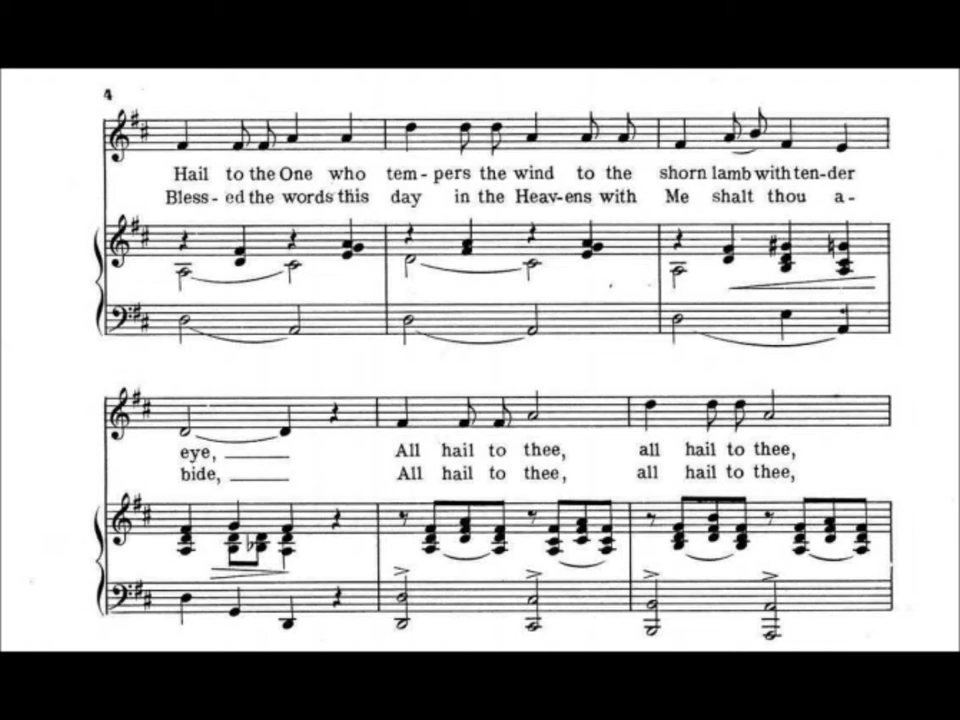 4
Hail to the One who tem - pers the wind to the shorn lamb with ten-der
Bless - ed the words this day in the Heav-ens with Me shalt thou a -
eye, All hail to thee, all hail to thee,
bide, All hail to thee, all hail to thee,